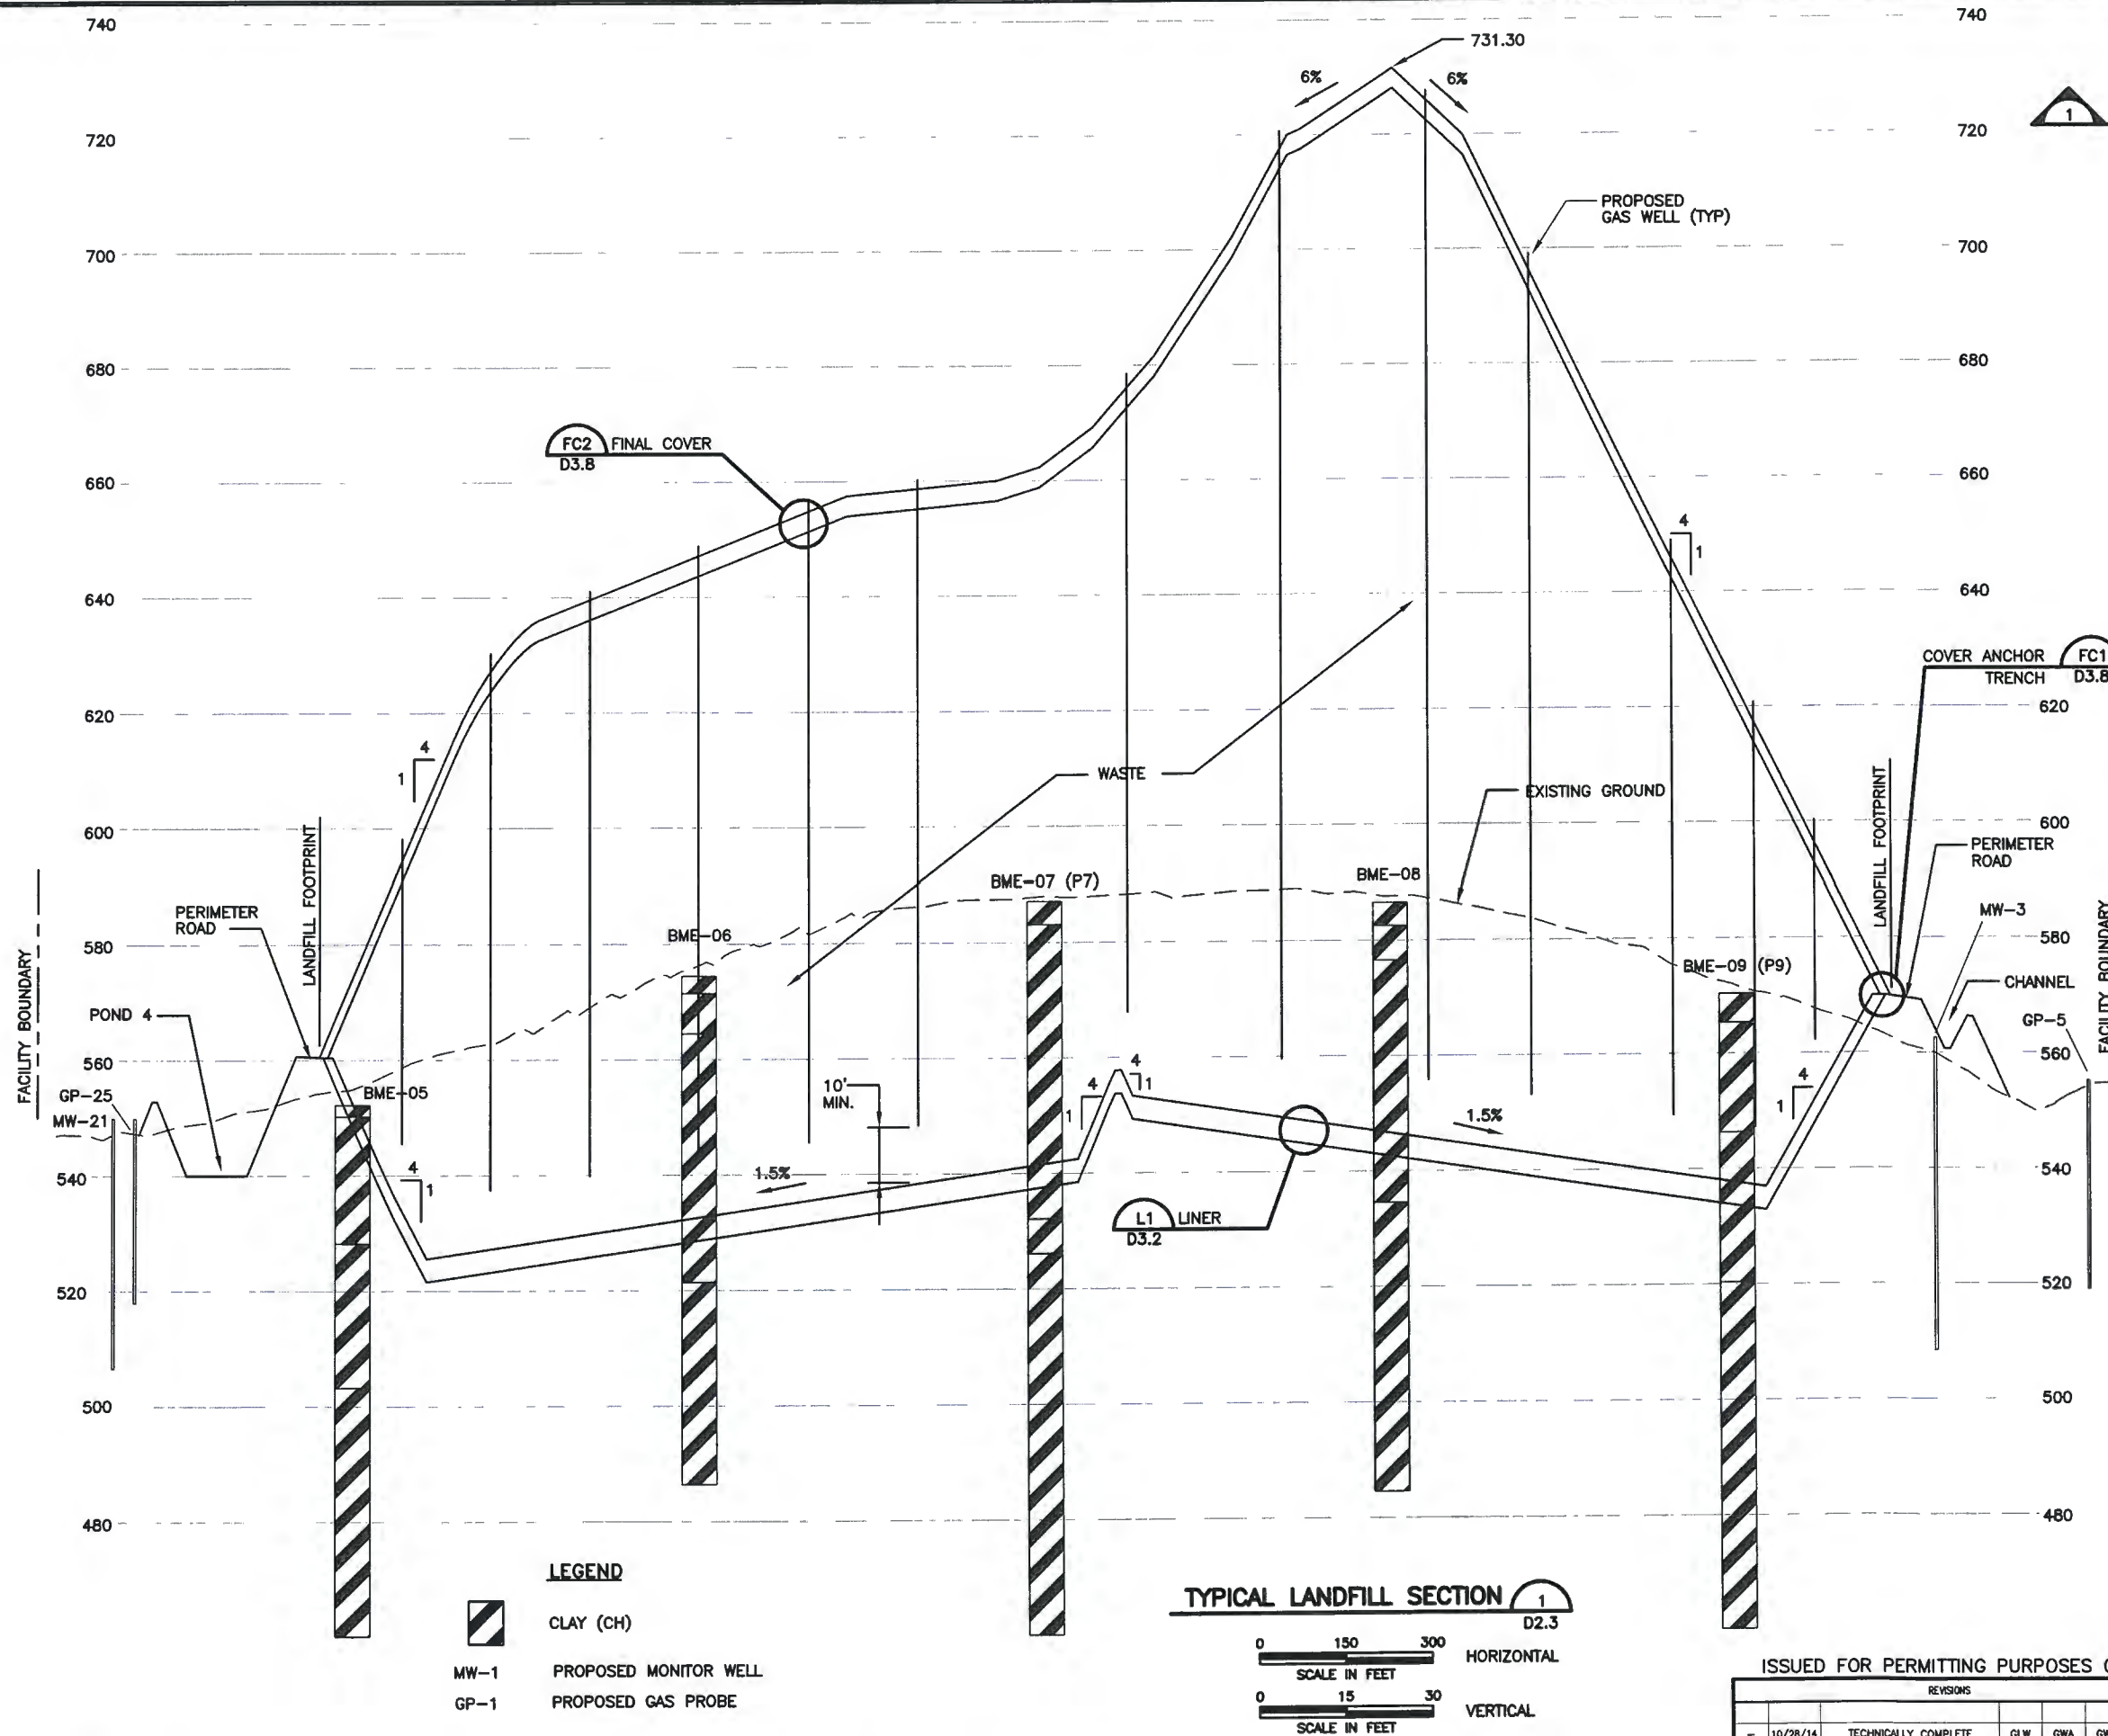 740
740
731.30
6%
6%
1
720
720
PROPOSED
GAS WELL (TYP)
700
700
680
680
FC2
FINAL COVER
D3.8
660
660
4
1
640
640
COVER ANCHOR
TRENCH
FC1
D3.8
620
620
4
1
WASTE
EXISTING GROUND
600
600
LANDFILL FOOTPRINT
LANDFILL FOOTPRINT
PERIMETER
ROAD
BME-07 (P7)
BME-08
PERIMETER
ROAD
MW-3
BME-06
580
580
BME-09 (P9)
CHANNEL
FACILITY BOUNDARY
FACILITY BOUNDARY
POND 4
GP-5
560
560
GP-25
MW-21
BME-05
10'
MIN.
4
1
4
1
4
1
1.5%
1.5%
540
540
4
1
L1
LINER
D3.2
520
520
500
500
480
480
LEGEND
CLAY (CH)
MW-1 PROPOSED MONITOR WELL
GP-1 PROPOSED GAS PROBE
TYPICAL LANDFILL SECTION
1
D2.3
0 150 300
HORIZONTAL
SCALE IN FEET
0 15 30
VERTICAL
SCALE IN FEET
ISSUED FOR PERMITTING PURPOSES
REVISIONS
10/28/14 TECHNICALLY COMPLETE GLW GWA